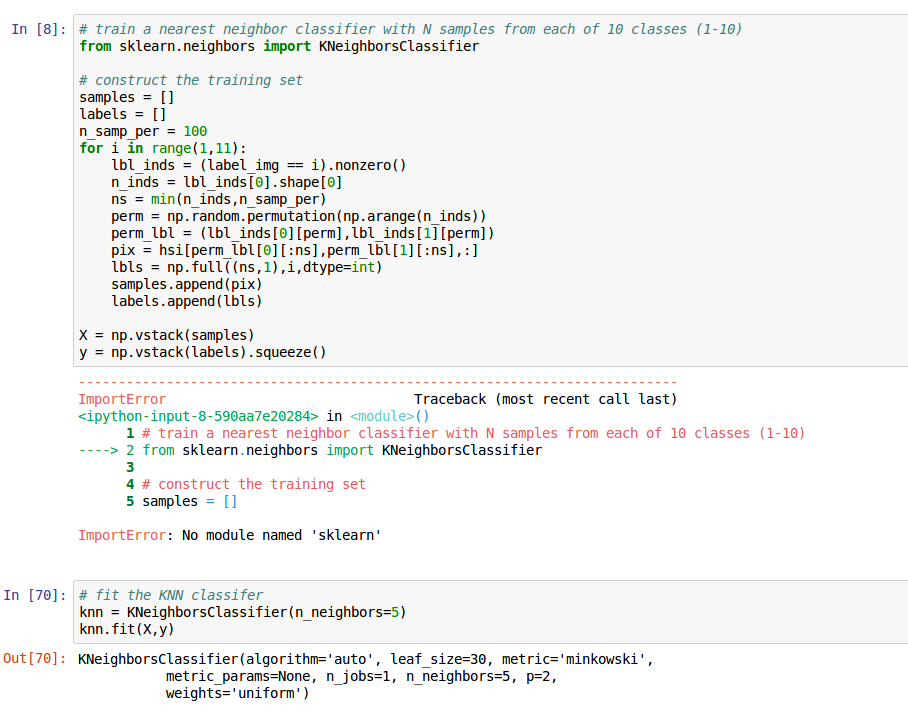 In [8]: # train a nearest neighbor classifier with N samples from each of 10 classes (1-10)
from sklearn.neighbors import KNeighborsClassifier
# construct the training set
samples = []
labels = []
n_samp_per = 100
for i in range(1,11):
    lbl_inds = (label_img == i).nonzero()
    n_inds = lbl_inds[0].shape[0]
    ns = min(n_inds,n_samp_per)
    perm = np.random.permutation(np.arange(n_inds))
    perm_lbl = (lbl_inds[0][perm],lbl_inds[1][perm])
    pix = hsi[perm_lbl[0][:ns],perm_lbl[1][:ns],:]
    lbls = np.full((ns,1),i,dtype=int)
    samples.append(pix)
    labels.append(lbls)
X = np.vstack(samples)
y = np.vstack(labels).squeeze()
---------------------------------------------------------------------------
ImportError                               Traceback (most recent call last)
<ipython-input-8-590aa7e20284> in <module>()
      1 # train a nearest neighbor classifier with N samples from each of 10 classes (1-10)
----> 2 from sklearn.neighbors import KNeighborsClassifier
      3
      4 # construct the training set
      5 samples = []
ImportError: No module named 'sklearn'
In [70]: # fit the KNN classifer
knn = KNeighborsClassifier(n_neighbors=5)
knn.fit(X,y)
Out[70]: KNeighborsClassifier(algorithm='auto', leaf_size=30, metric='minkowski',
           metric_params=None, n_jobs=1, n_neighbors=5, p=2,
           weights='uniform')